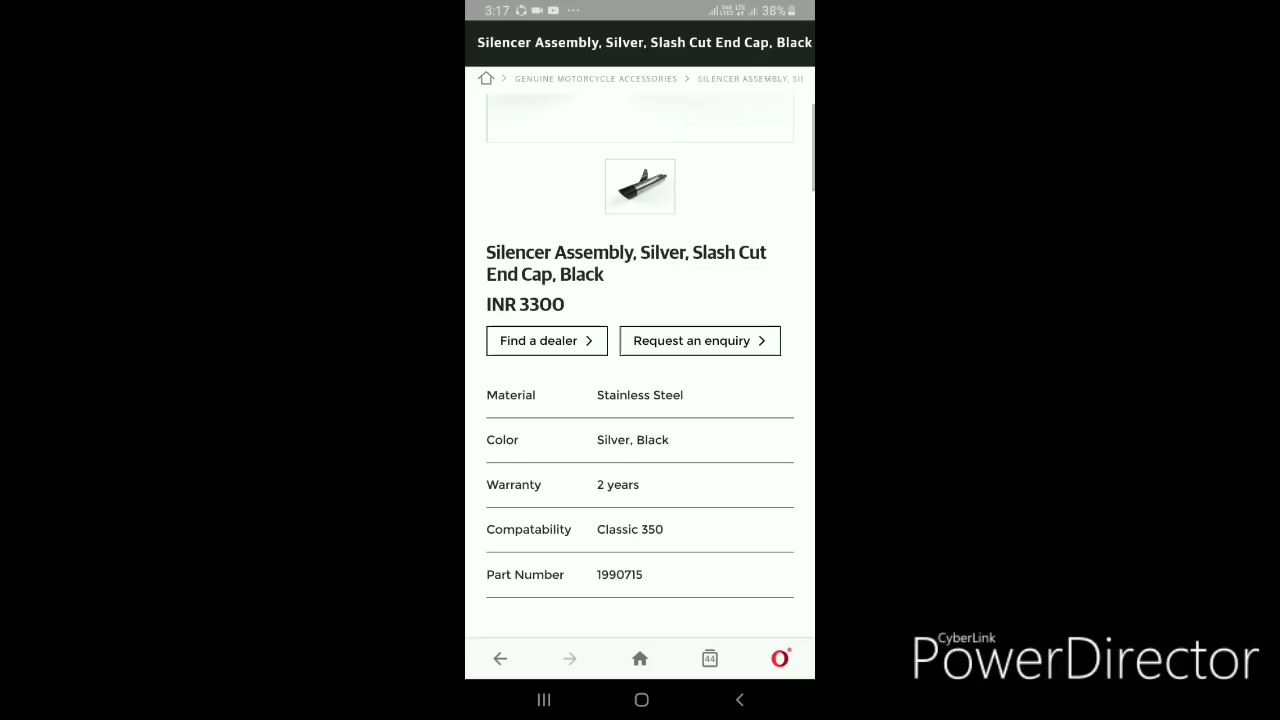 3:17 38%
Silencer Assembly, Silver, Slash Cut End Cap, Black
GENUINE MOTORCYCLE ACCESSORIES > SILENCER ASSEMBLY, SI
Silencer Assembly, Silver, Slash Cut
End Cap, Black
INR 3300
Find a dealer > Request an enquiry >
Material Stainless Steel
Color Silver, Black
Warranty 2 years
Compatability Classic 350
Part Number 1990715
44
CyberLink
PowerDirector